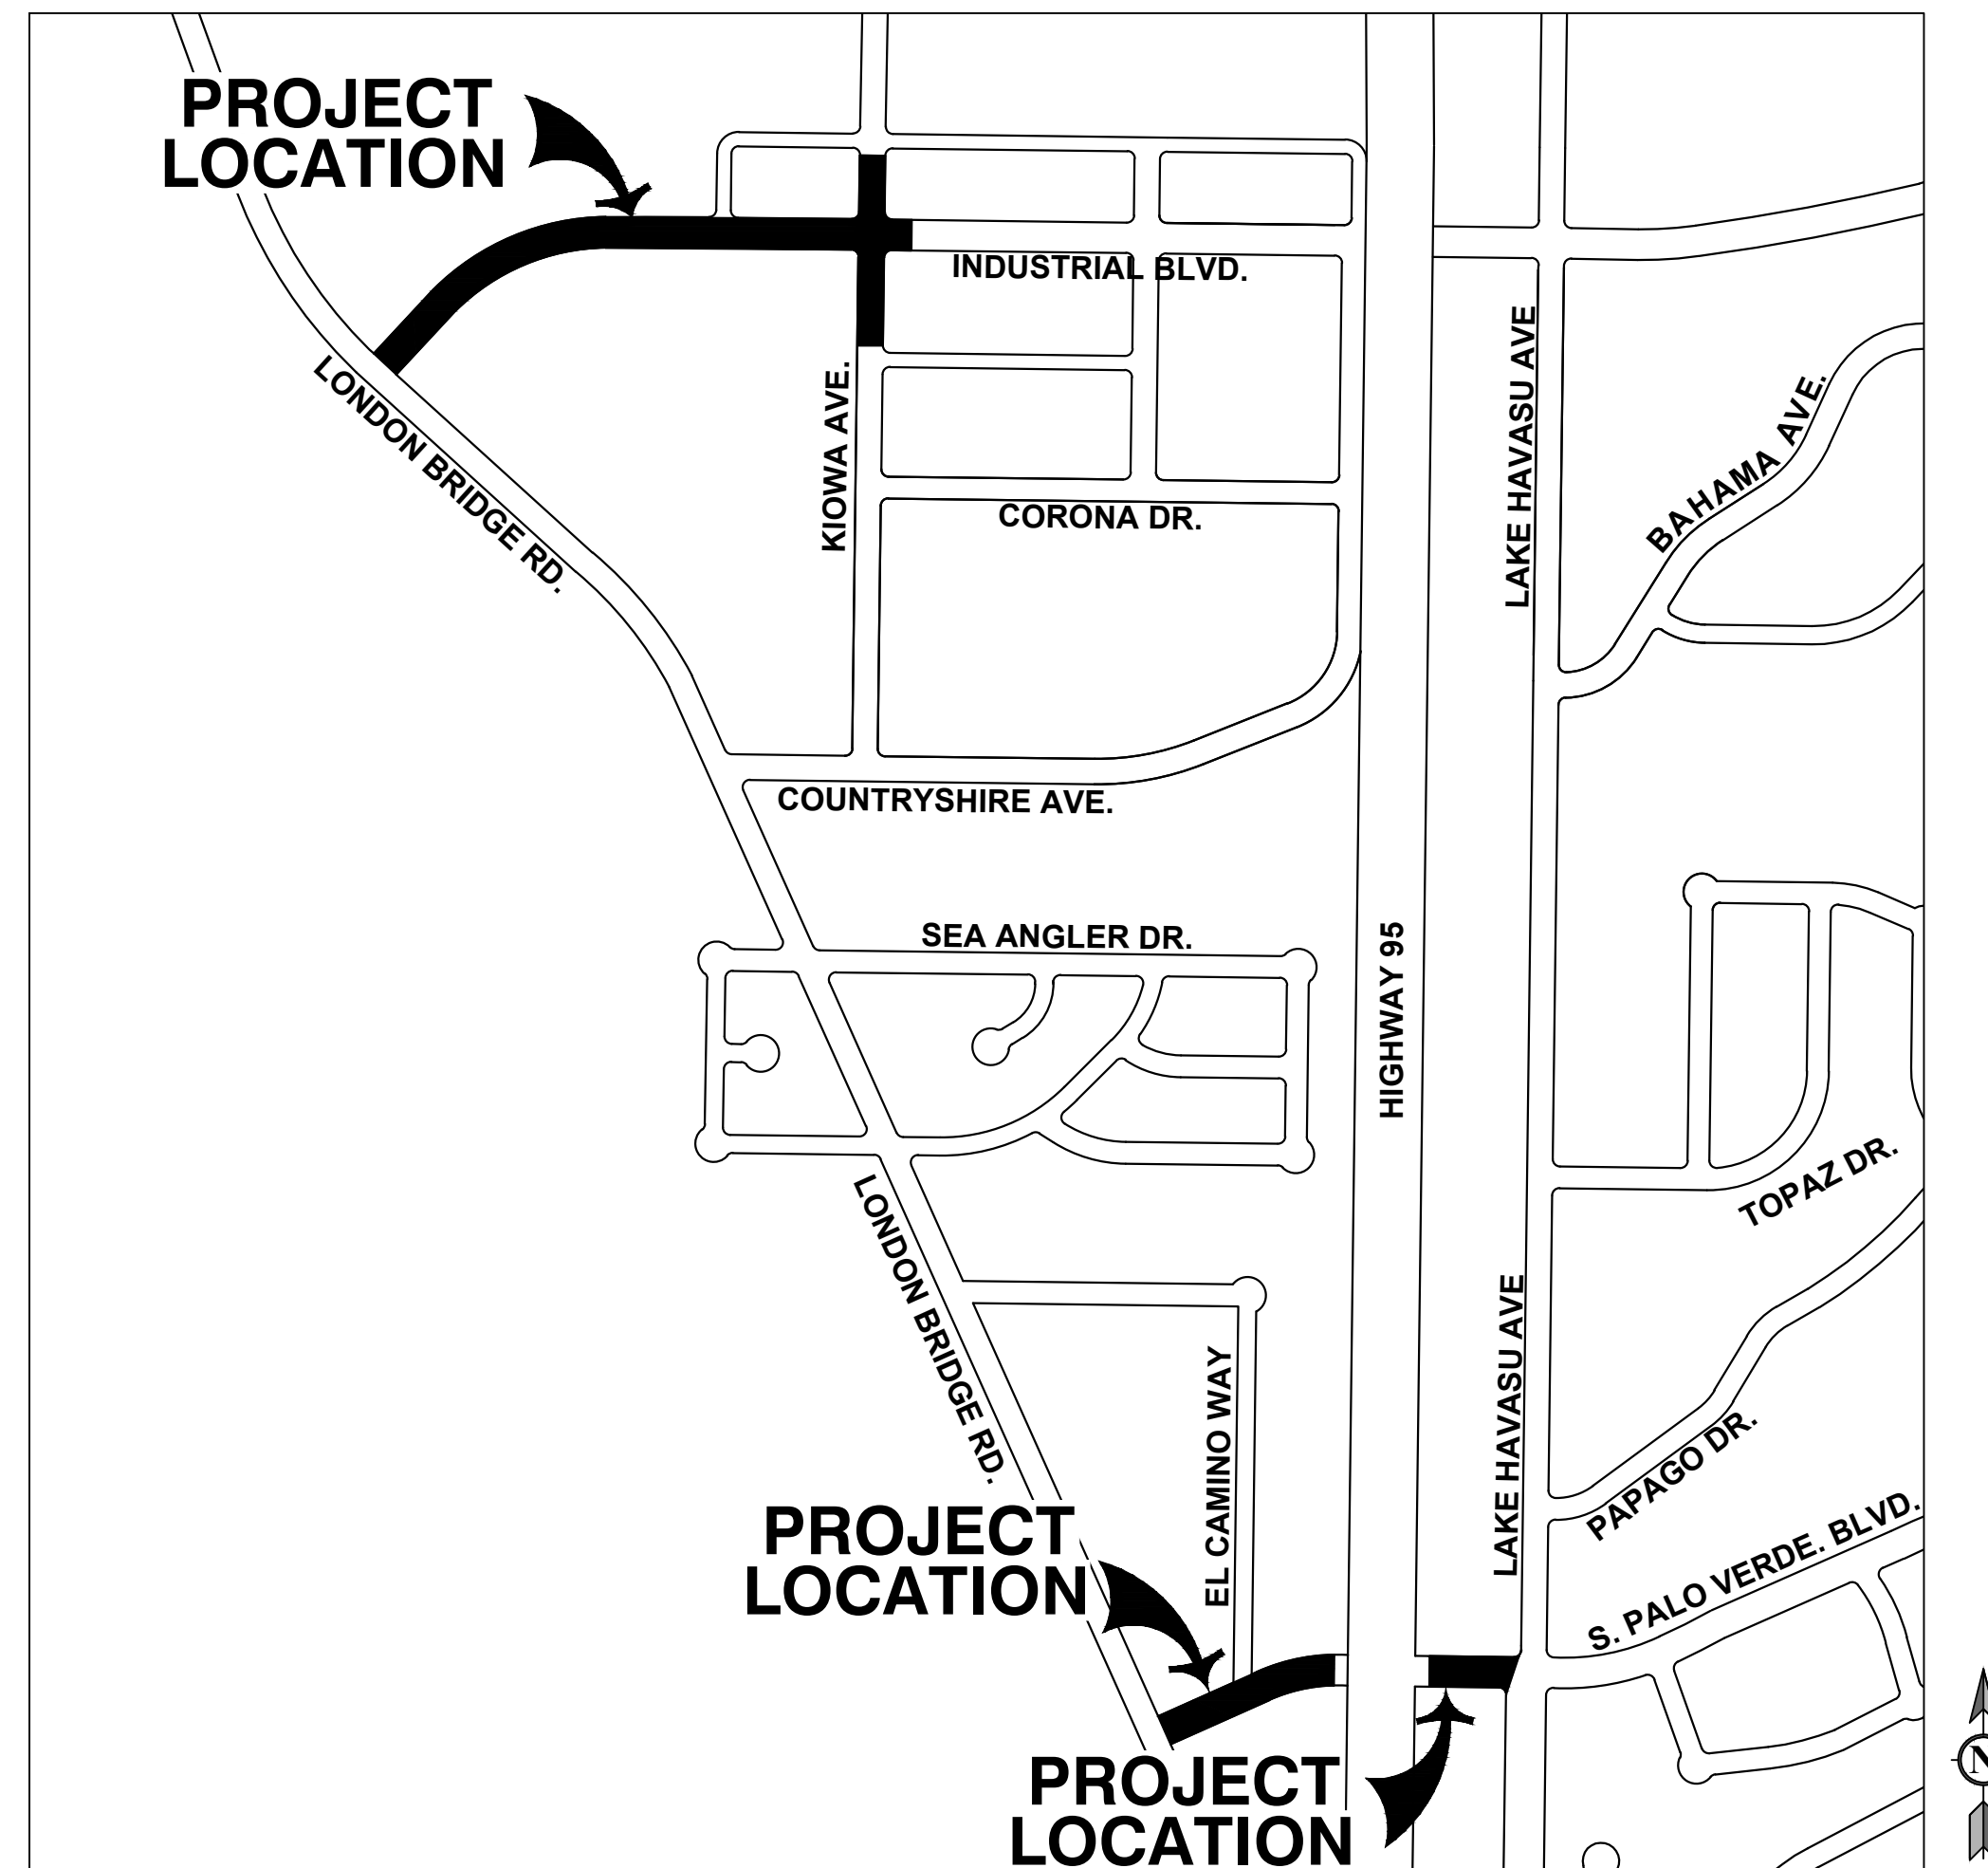 PROJECT
LOCATION
INDUSTRIAL BLVD.
LONDON BRIDGE RD.
KIOWA AVE.
LAKE HAVASU AVE
BAHAMA AVE.
CORONA DR.
COUNTRYSHIRE AVE.
SEA ANGLER DR.
HIGHWAY 95
TOPAZ DR.
LONDON BRIDGE RD.
EL CAMINO WAY
LAKE HAVASU AVE
PAPAGO DR.
S. PALO VERDE. BLVD.
PROJECT
LOCATION
PROJECT
LOCATION
N